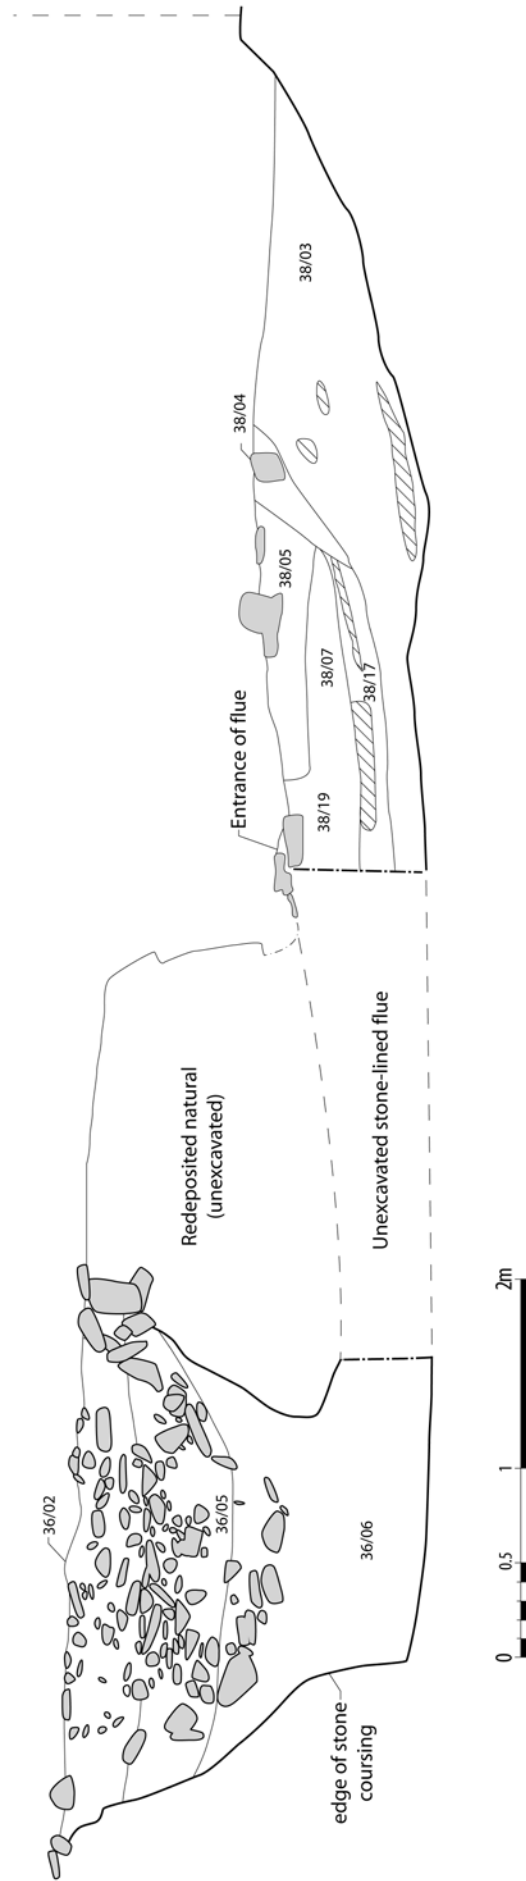 36/02
36/05
36/06
edge of stone
coursing
Redeposited natural
(unexcavated)
Unexcavated stone-lined flue
Entrance of flue
38/19
38/07
38/17
38/05
38/04
38/03
0
0.5
1
2m